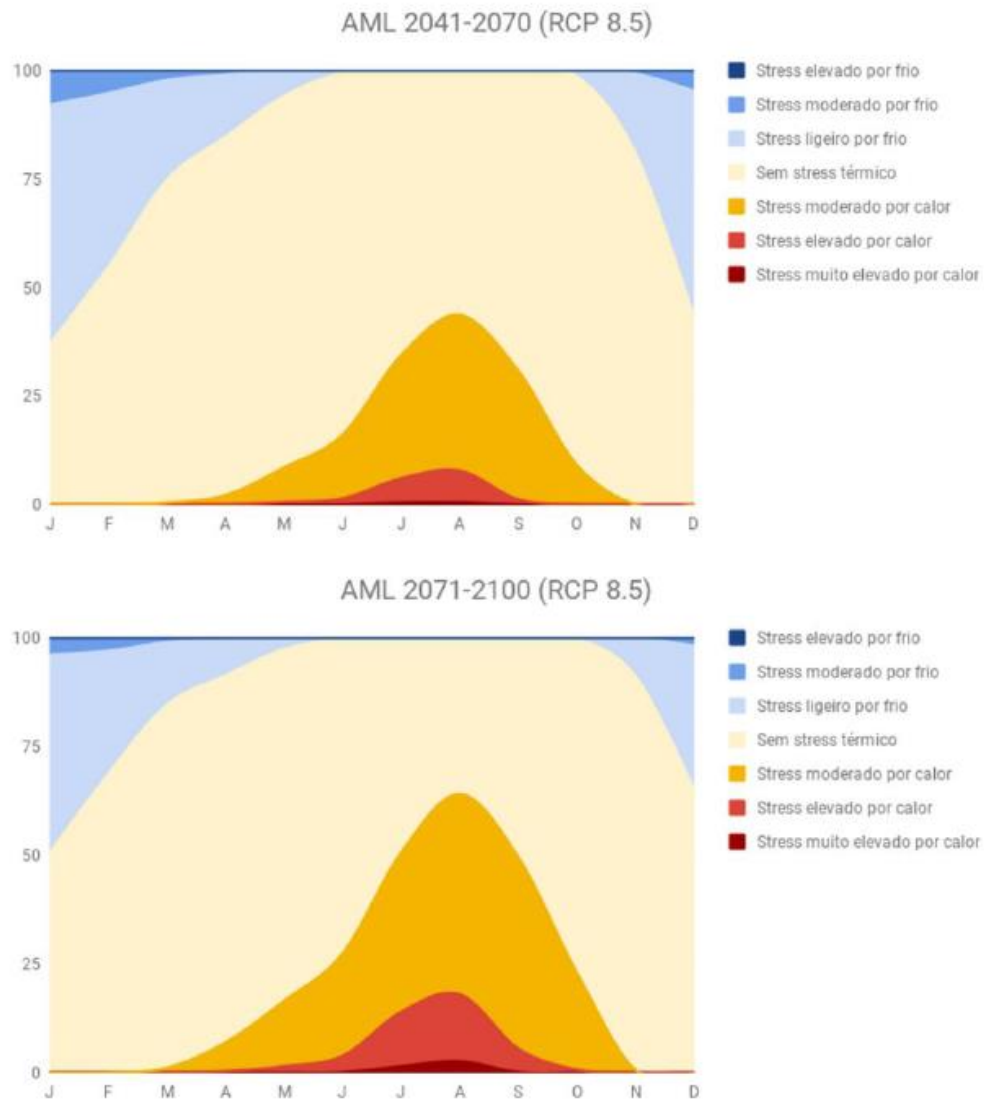 AML 2041-2070 (RCP 8.5)
100
75
50
25
0
J F M A M J J A S O N D
Stress elevado por frio
Stress moderado por frio
Stress ligeiro por frio
Sem stress térmico
Stress moderado por calor
Stress elevado por calor
Stress muito elevado por calor
AML 2071-2100 (RCP 8.5)
100
75
50
25
0
J F M A M J J A S O N D
Stress elevado por frio
Stress moderado por frio
Stress ligeiro por frio
Sem stress térmico
Stress moderado por calor
Stress elevado por calor
Stress muito elevado por calor